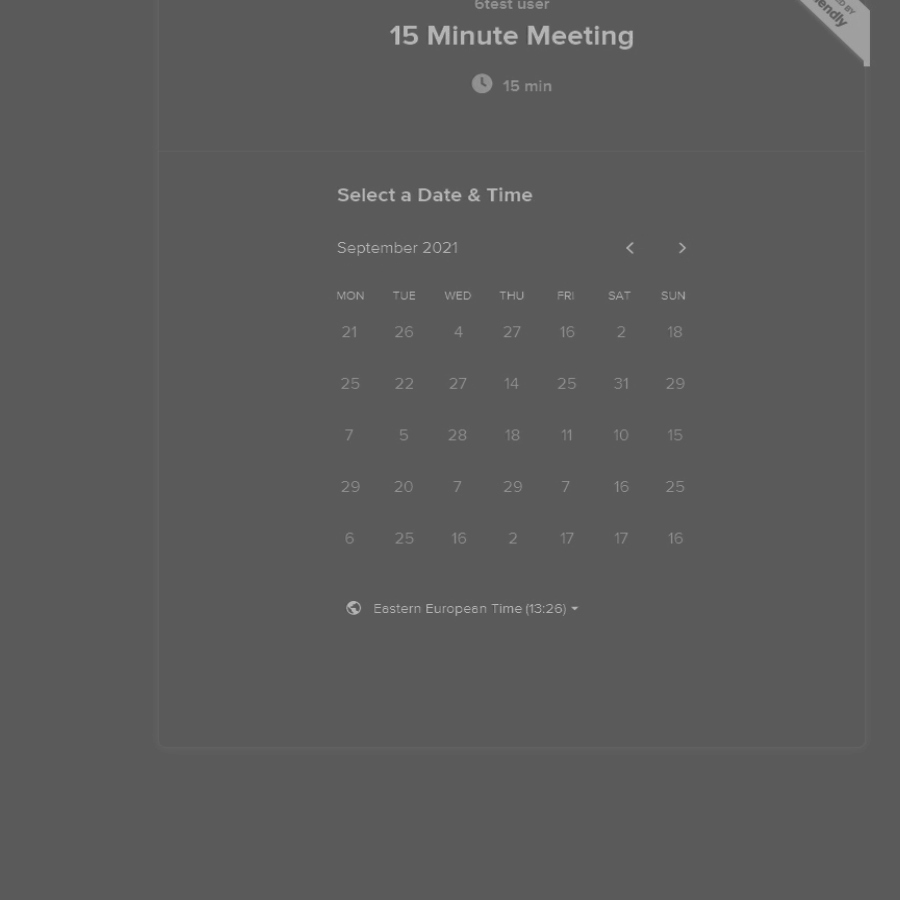 6test user
15 Minute Meeting
15 min
Select a Date & Time
September 2021
MON TUE WED THU FRI SAT SUN
21 26 4 27 16 2 18
25 22 27 14 25 31 29
7 5 28 18 11 10 15
29 20 7 29 7 16 25
6 25 16 2 17 17 16
Eastern European Time (13:26)